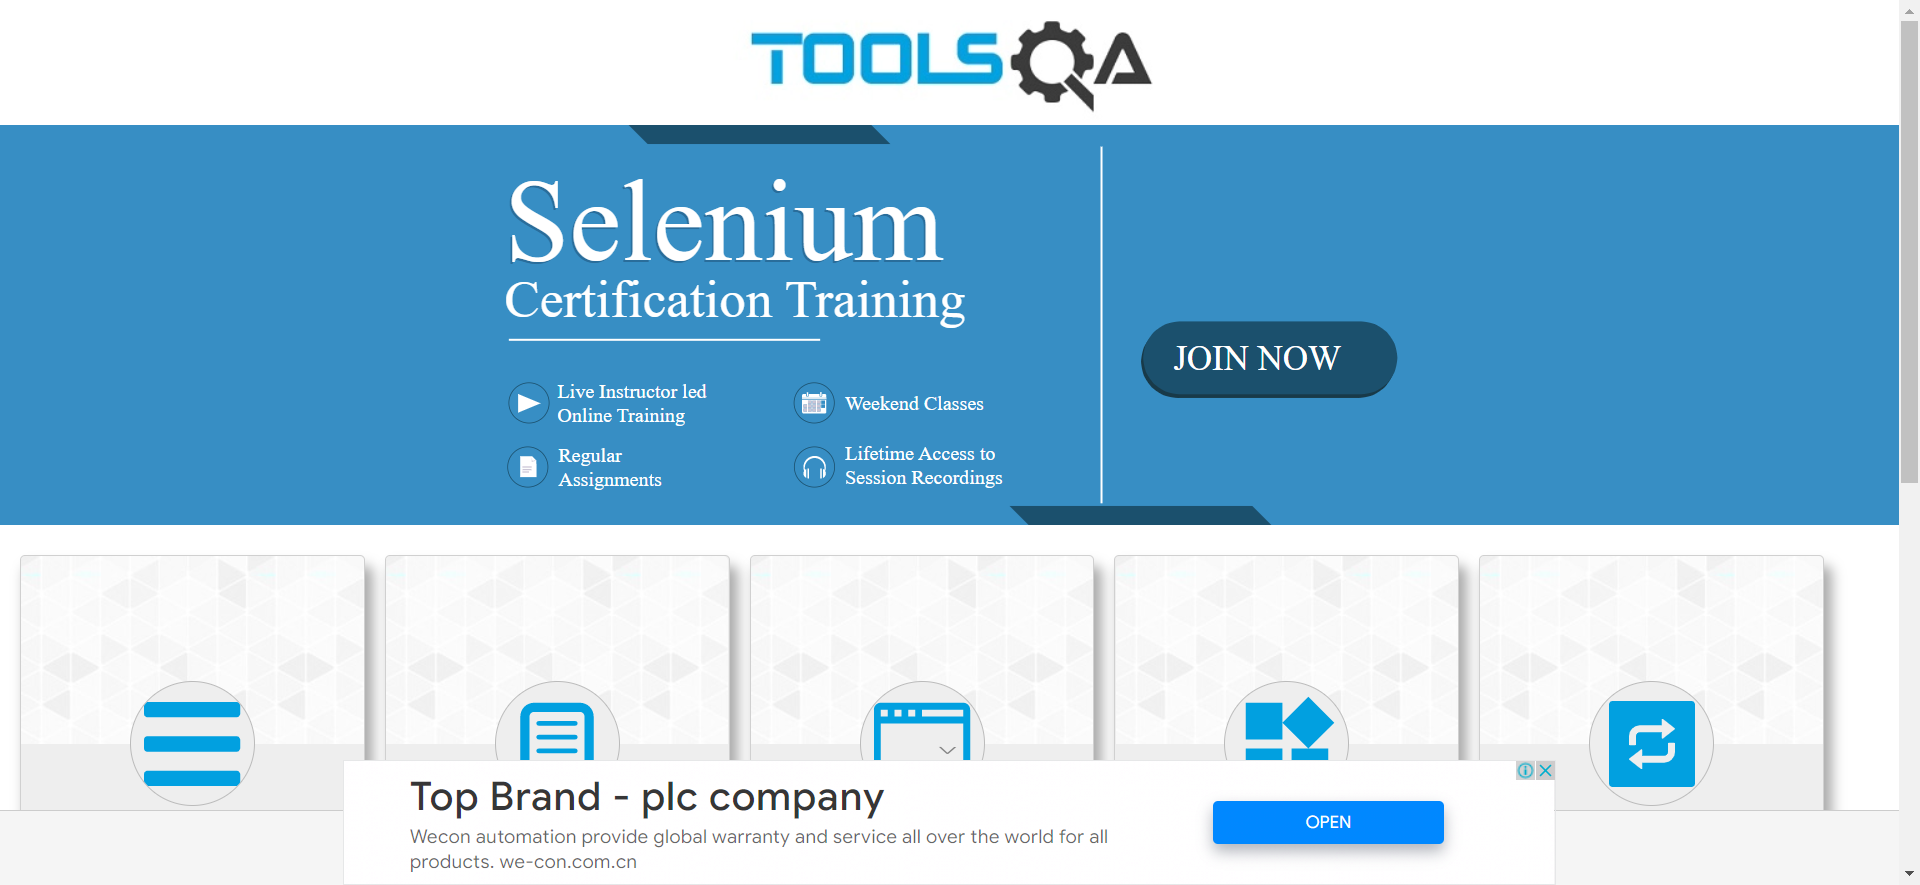 TOOLSQA
Selenium
Certification Training
JOIN NOW
Live Instructor led
Online Training
Weekend Classes
Regular
Assignments
Lifetime Access to
Session Recordings
Top Brand - plc company
Wecon automation provide global warranty and service all over the world for all
products. we-con.com.cn
OPEN